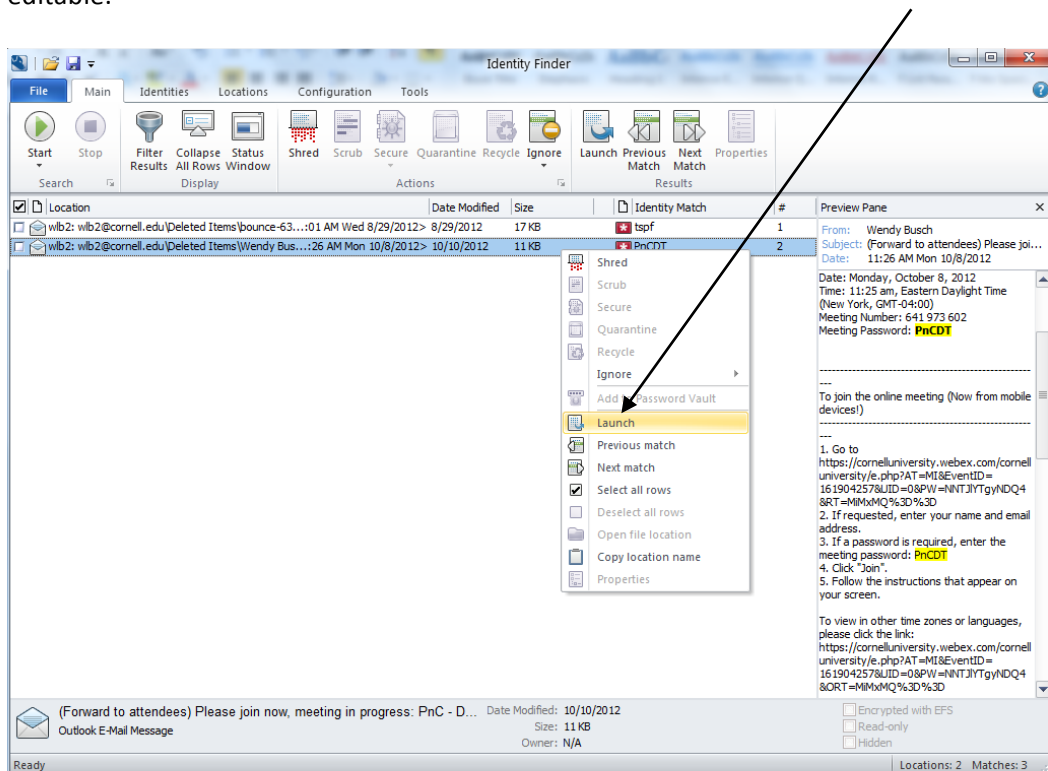 editable.
Identity Finder
File Main Identities Locations Configuration Tools
Start Stop Filter Results Collapse All Rows Status Window Shred Scrub Secure Quarantine Recycle Ignore Launch Previous Match Next Match Properties
Search Display Actions Results
Location Date Modified Size Identity Match # Preview Pane
wlb2: wlb2@cornell.edu\Deleted Items\bounce-63...:01 AM Wed 8/29/2012> 8/29/2012 17 KB tspf 1
wlb2: wlb2@cornell.edu\Deleted Items\Wendy Bus...:26 AM Mon 10/8/2012> 10/10/2012 11 KB PnCDT 2
Shred
Scrub
Secure
Quarantine
Recycle
Ignore
Add to Password Vault
Launch
Previous match
Next match
Select all rows
Deselect all rows
Open file location
Copy location name
Properties
From: Wendy Busch
Subject: (Forward to attendees) Please joi...
Date: 11:26 AM Mon 10/8/2012
Date: Monday, October 8, 2012
Time: 11:25 am, Eastern Daylight Time
(New York, GMT-04:00)
Meeting Number: 641 973 602
Meeting Password: PnCDT
-------------------------------------------------------
---
To join the online meeting (Now from mobile
devices!)
-------------------------------------------------------
---
1. Go to
https://cornelluniversity.webex.com/cornell
university/e.php?AT=MI&EventID=
161904257&UID=0&PW=NNTJlYTgyNDQ4
&RT=MiMxMQ%3D%3D
2. If requested, enter your name and email
address.
3. If a password is required, enter the
meeting password: PnCDT
4. Click "Join".
5. Follow the instructions that appear on
your screen.
To view in other time zones or languages,
please click the link:
https://cornelluniversity.webex.com/cornell
university/e.php?AT=MI&EventID=
161904257&UID=0&PW=NNTJlYTgyNDQ4
&ORT=MiMxMQ%3D%3D
(Forward to attendees) Please join now, meeting in progress: PnC - D... Date Modified: 10/10/2012 Encrypted with EFS
Outlook E-Mail Message Size: 11 KB Read-only
Owner: N/A Hidden
Ready Locations: 2 Matches: 3